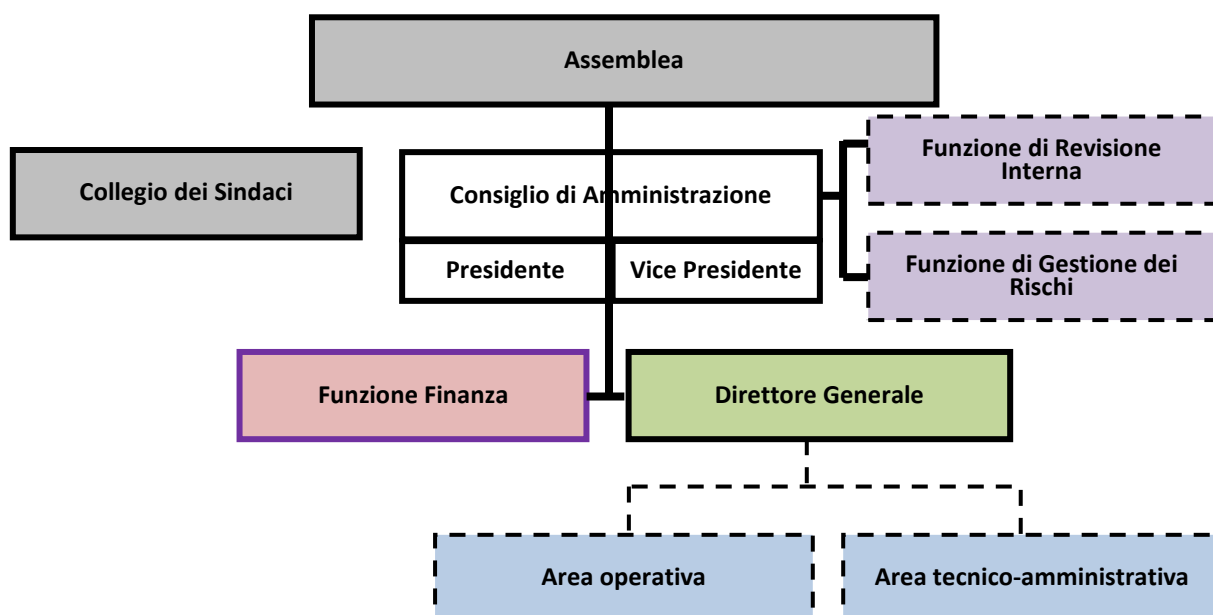 Assemblea
Collegio dei Sindaci
Consiglio di Amministrazione
Presidente
Vice Presidente
Funzione di Revisione
Interna
Funzione di Gestione dei
Rischi
Funzione Finanza
Direttore Generale
Area operativa
Area tecnico-amministrativa